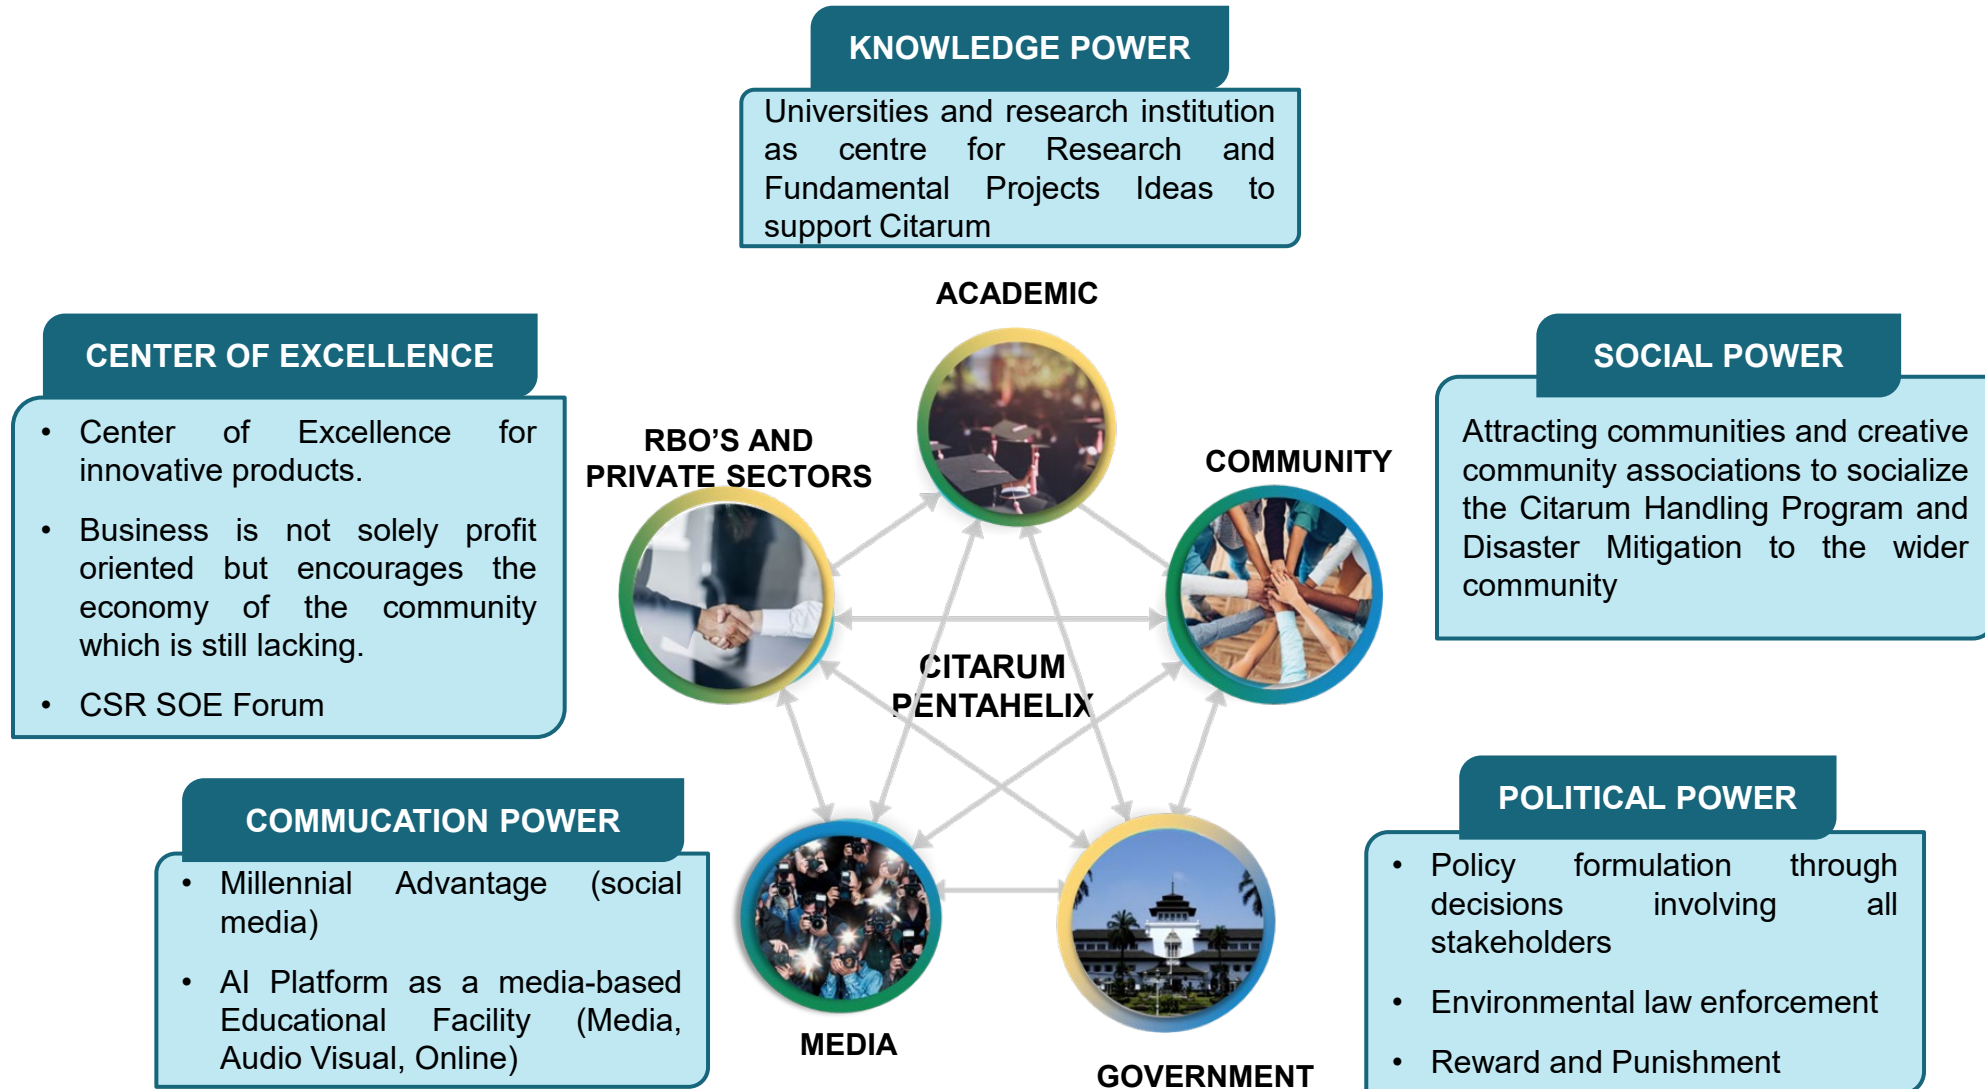 KNOWLEDGE POWER
Universities and research institution
as centre for Research and
Fundamental Projects Ideas to
support Citarum
ACADEMIC
CENTER OF EXCELLENCE
• Center of Excellence for
innovative products.
• Business is not solely profit
oriented but encourages the
economy of the community
which is still lacking.
• CSR SOE Forum
RBO'S AND
PRIVATE SECTORS
COMMUNITY
SOCIAL POWER
Attracting communities and creative
community associations to socialize
the Citarum Handling Program and
Disaster Mitigation to the wider
community
CITARUM
PENTAHELIX
COMMUCATION POWER
• Millennial Advantage (social
media)
• AI Platform as a media-based
Educational Facility (Media,
Audio Visual, Online)
MEDIA
GOVERNMENT
POLITICAL POWER
• Policy formulation through
decisions involving all
stakeholders
• Environmental law enforcement
• Reward and Punishment